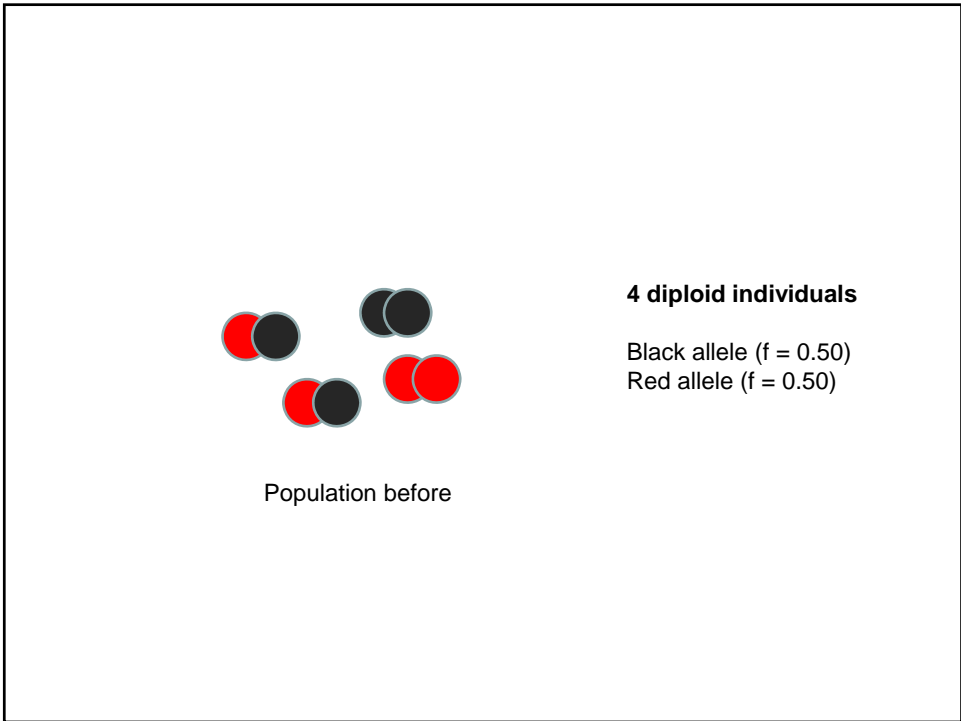 4 diploid individuals
Black allele (f = 0.50)
Red allele (f = 0.50)
Population before